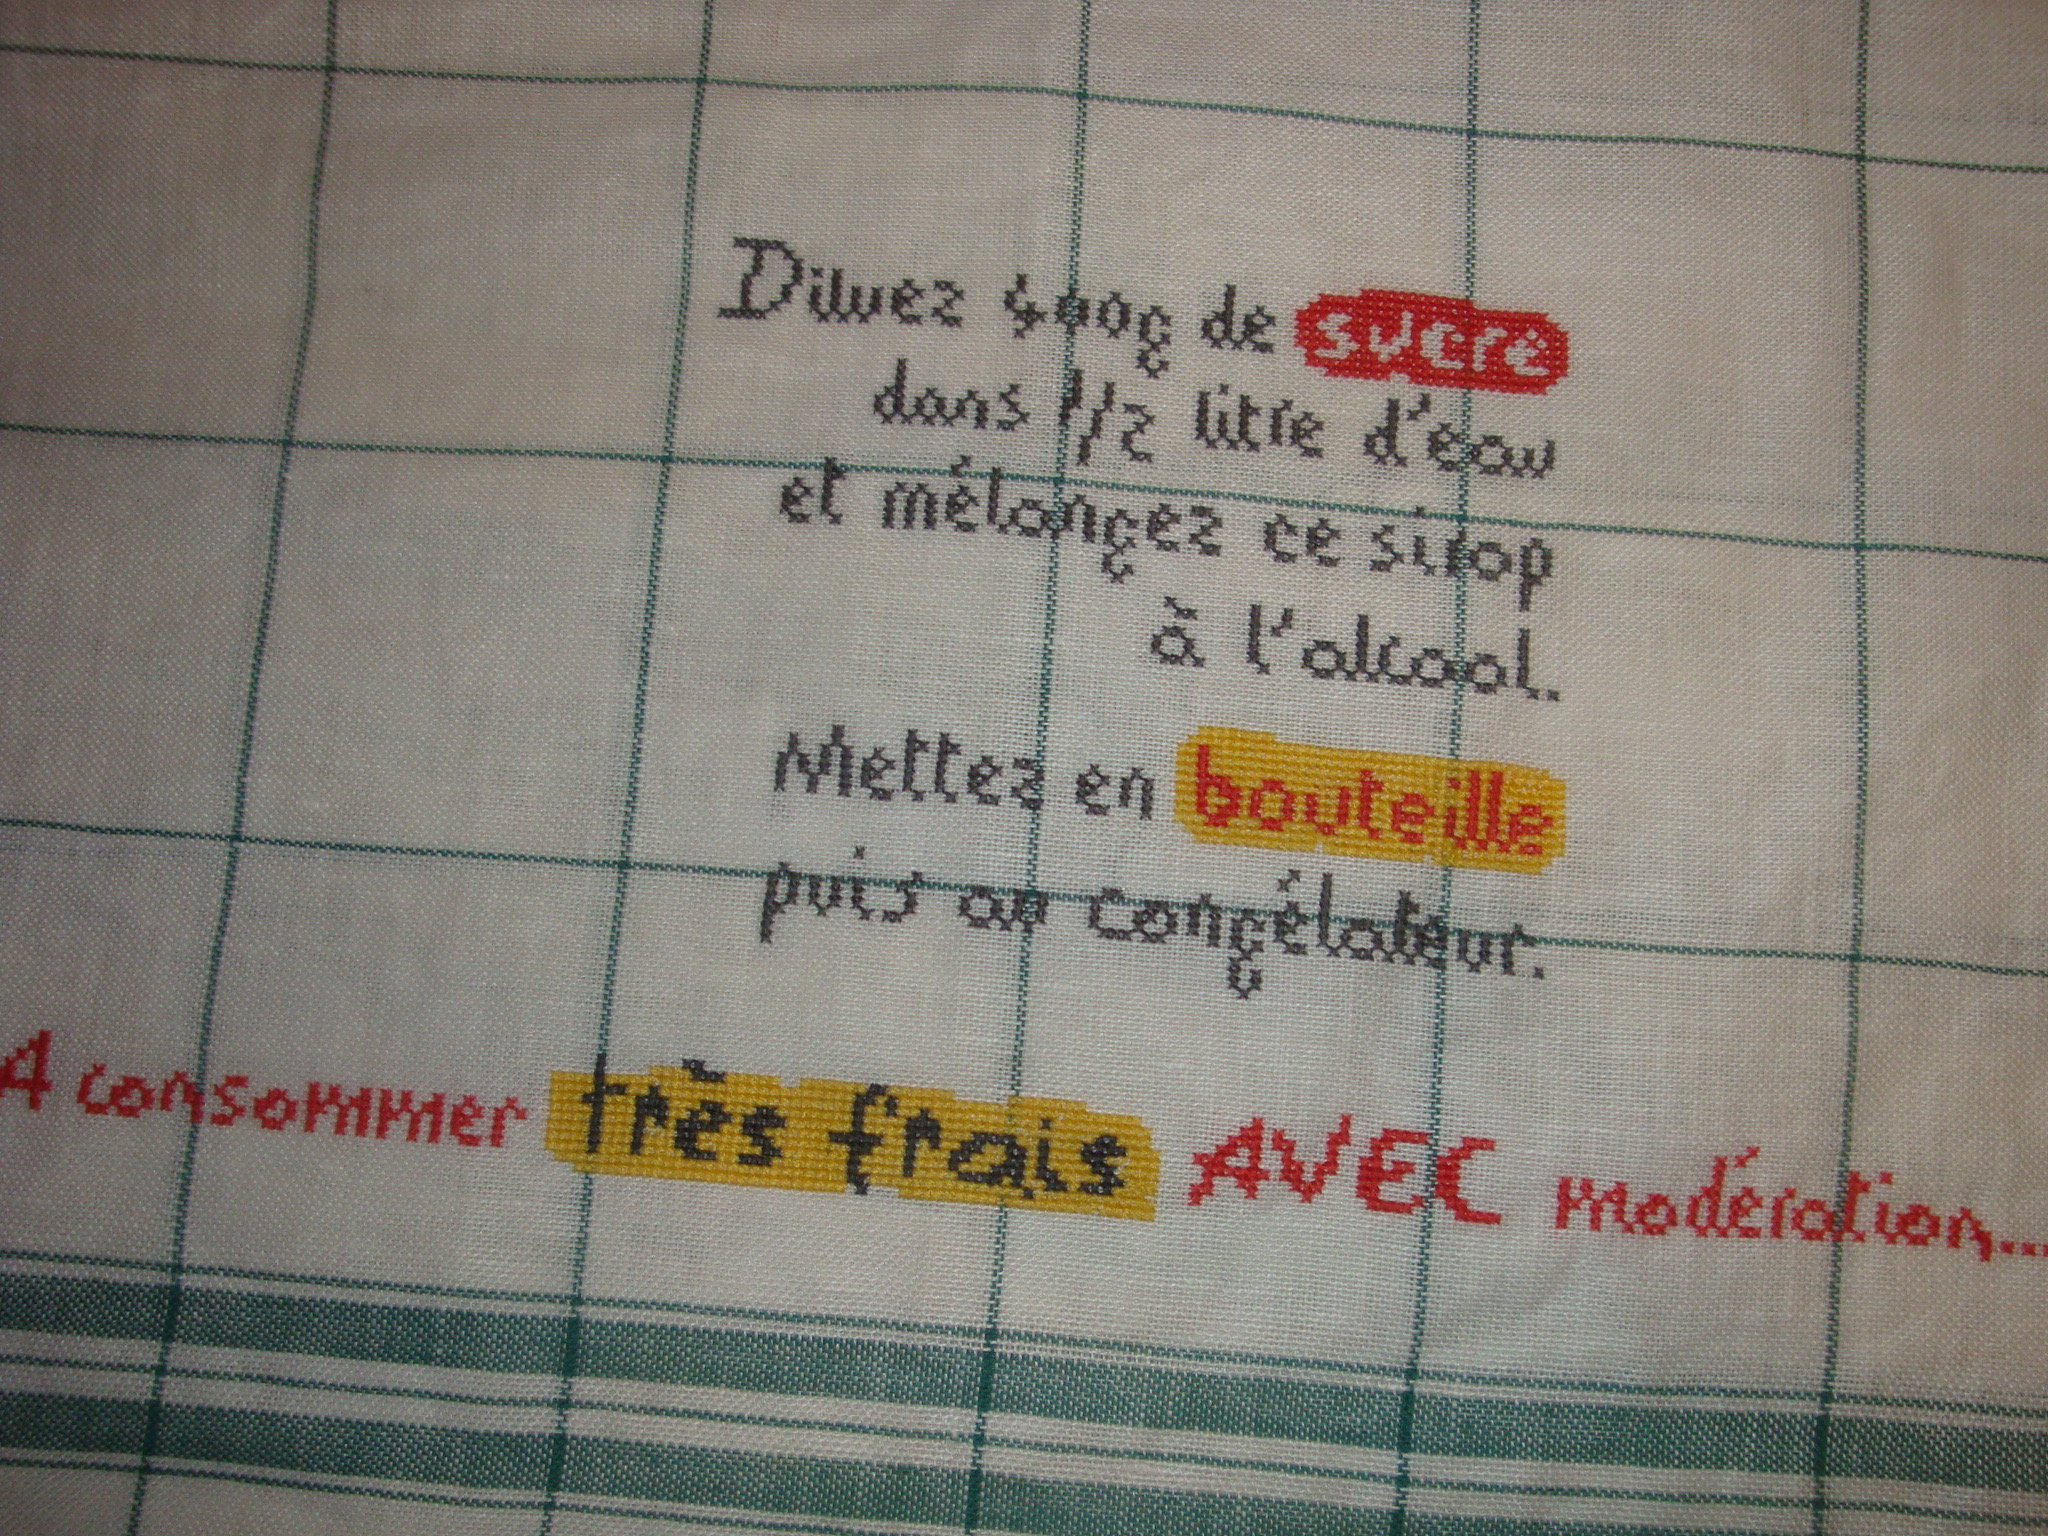 Diluez 400g de sucre
dans 1/2 litre d'eau
et mélangez ce sirop
à l'alcool.
Mettez en bouteille
puis au congélateur.
A consommer très frais AVEC modération...